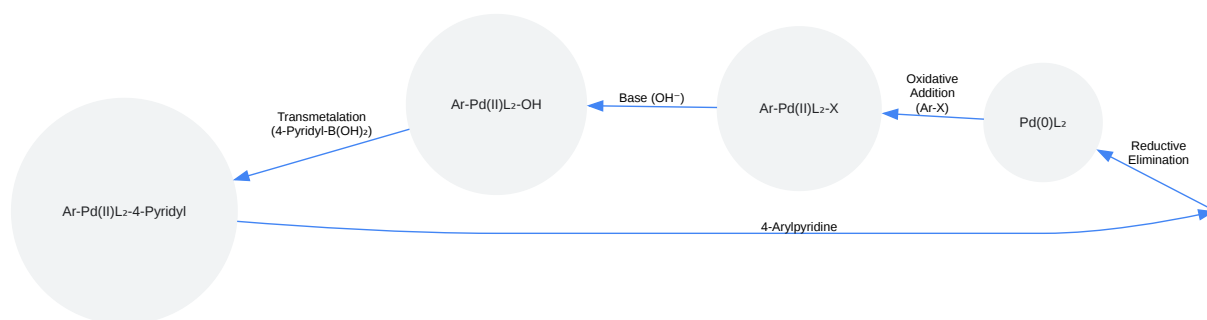 Oxidative
Addition
(Ar-X)
Base (OH⁻)
Ar-Pd(II)L₂-OH
Ar-Pd(II)L₂-X
Transmetalation
(4-Pyridyl-B(OH)₂)
Pd(0)L₂
Reductive
Elimination
Ar-Pd(II)L₂-4-Pyridyl
4-Arylpyridine